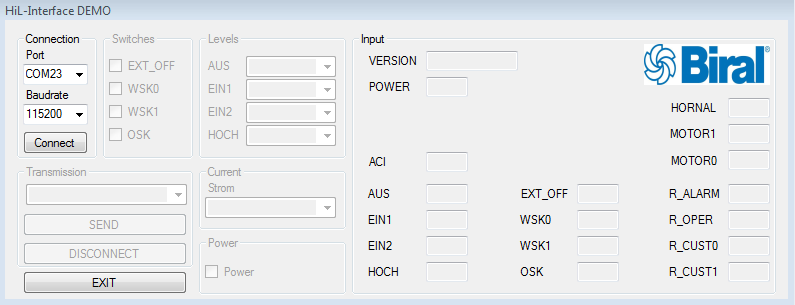 HiL-Interface DEMO
Connection
Port
COM23
Baudrate
115200
Connect
Switches
EXT_OFF
WSK0
WSK1
OSK
Levels
AUS
EIN1
EIN2
HOCH
Transmission
SEND
DISCONNECT
EXIT
Current
Strom
Power
Power
Input
VERSION
POWER
Biral®
HORNAL
MOTOR1
ACI MOTOR0
AUS EXT_OFF R_ALARM
EIN1 WSK0 R_OPER
EIN2 WSK1 R_CUST0
HOCH OSK R_CUST1